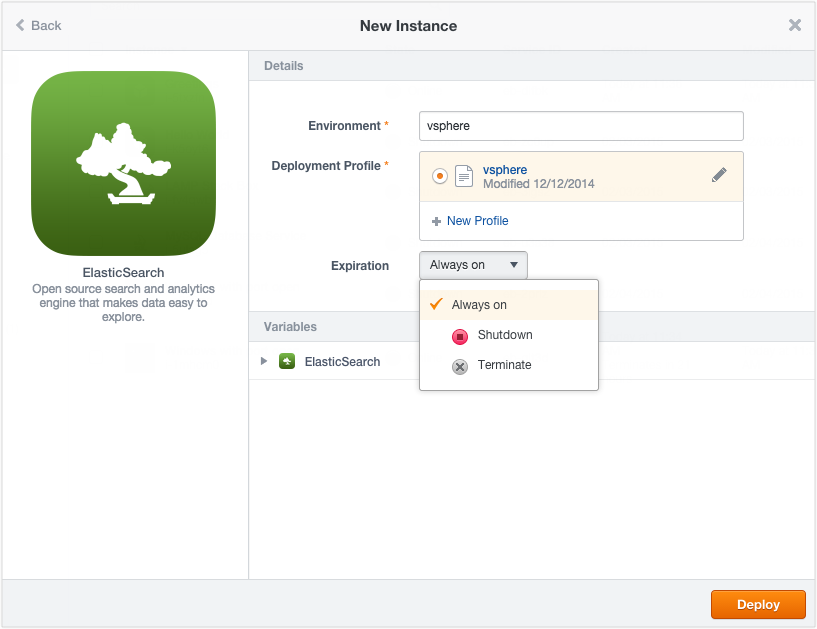 Back
New Instance
Details
Environment *
vsphere
Deployment Profile *
vsphere
Modified 12/12/2014
New Profile
Expiration
Always on
Always on
Shutdown
Terminate
Variables
ElasticSearch
ElasticSearch
Open source search and analytics
engine that makes data easy to
explore.
Deploy